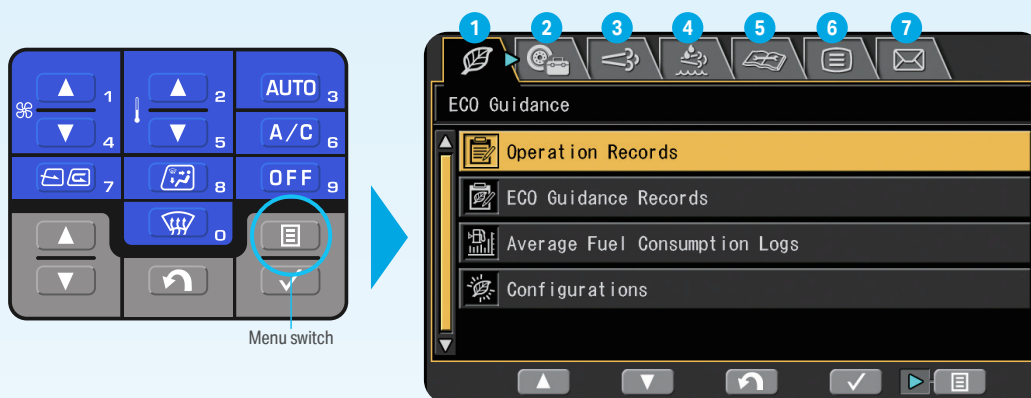 1 2 3 4 5 6 7
1
2
AUTO 3
4
5
A/C 6
7
8
OFF 9
0
Menu switch
ECO Guidance
Operation Records
ECO Guidance Records
Average Fuel Consumption Logs
Configurations